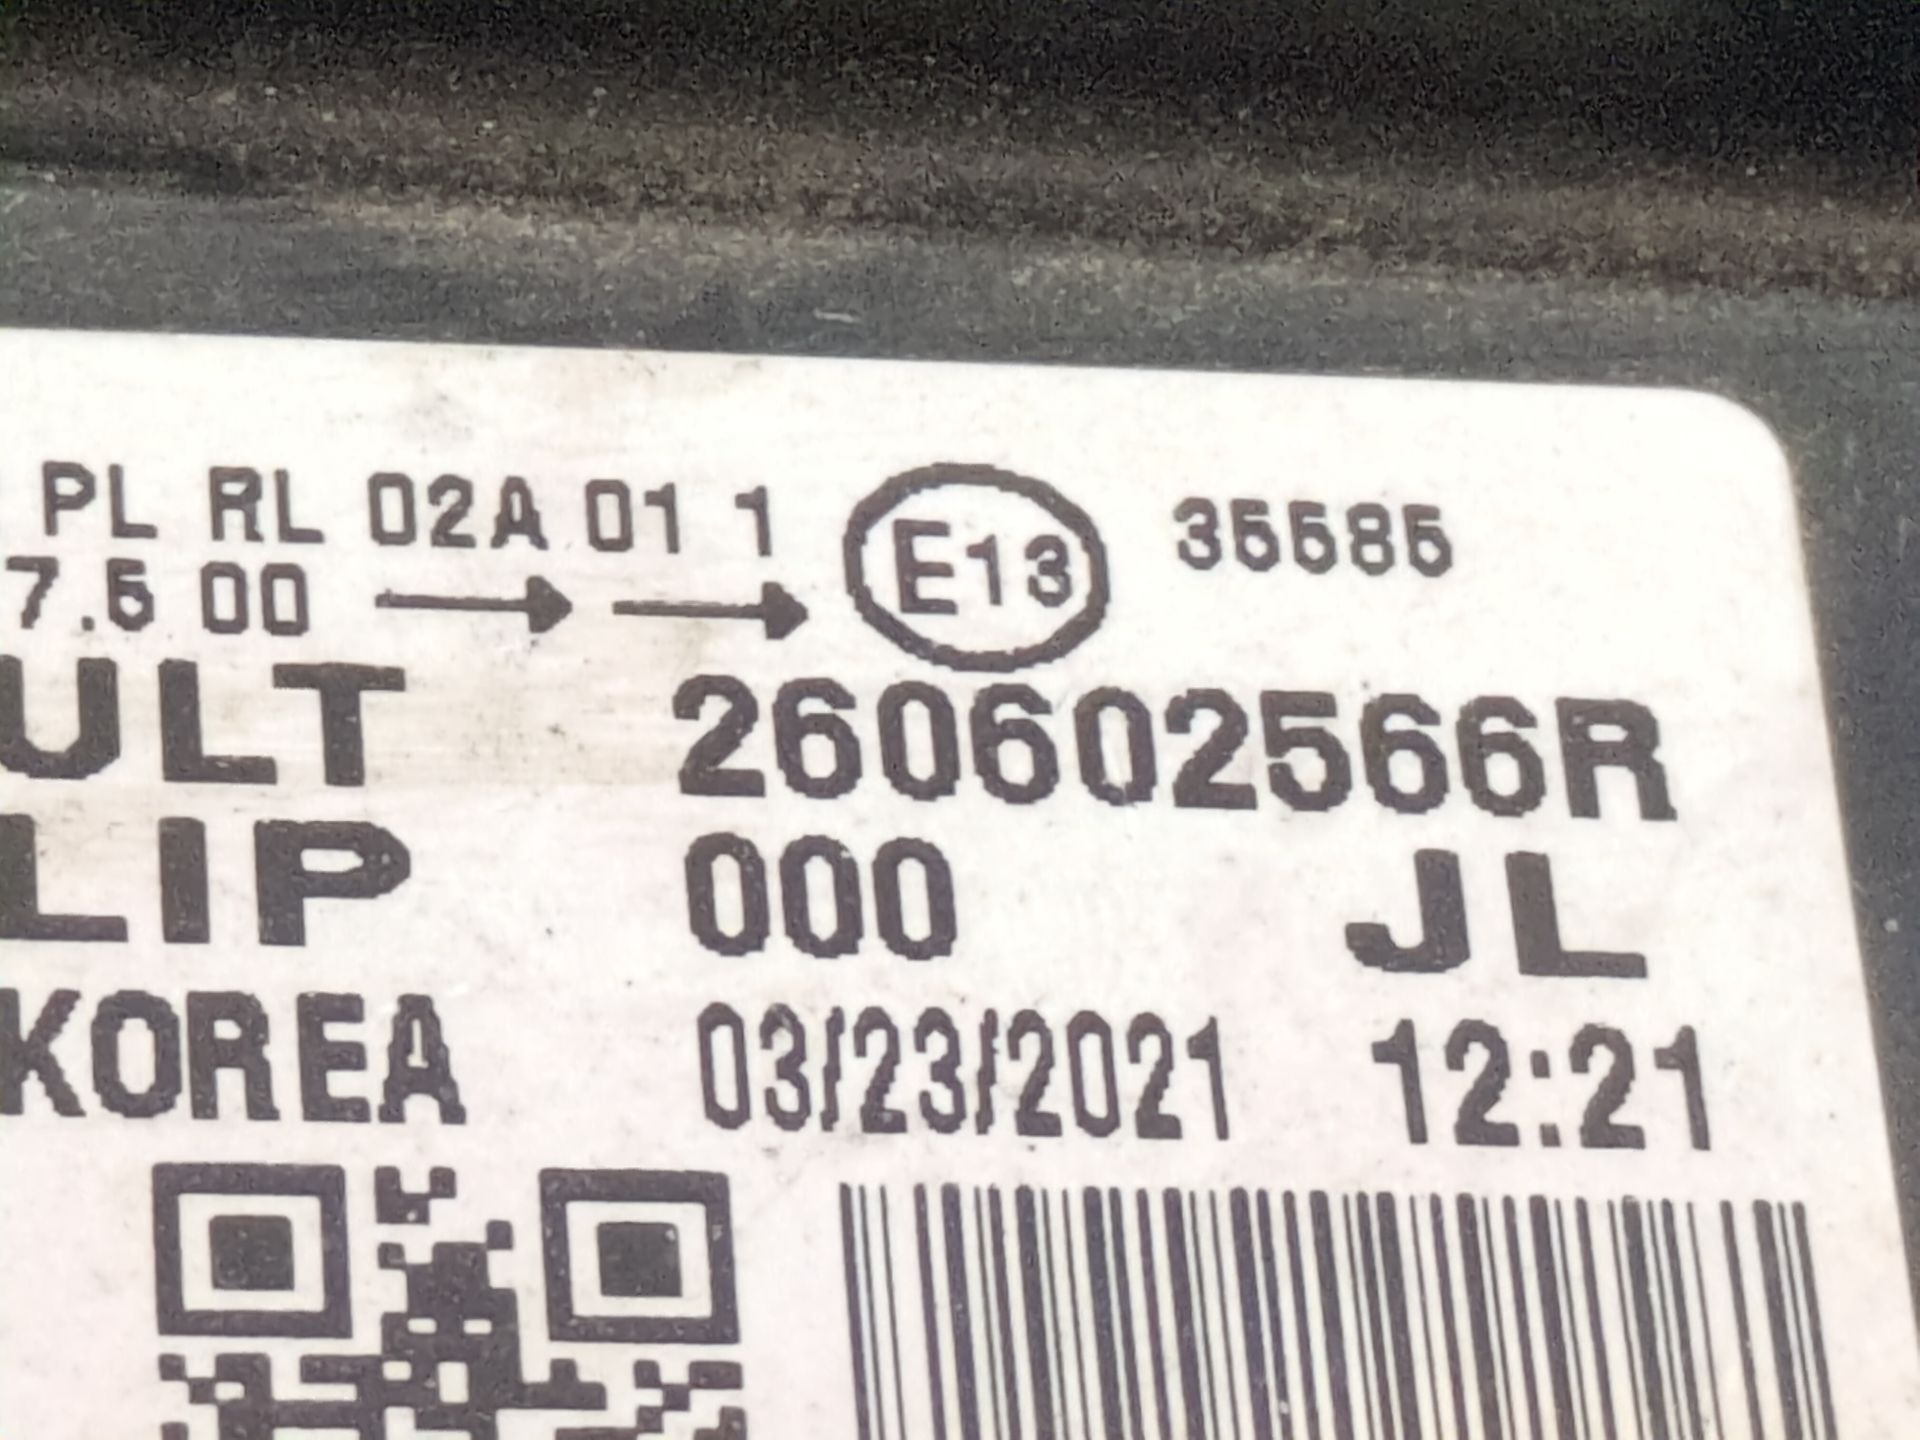 PL RL 02A 01 1 E13 35585
7.5 00
ULT 260602566R
LIP 000 JL
KOREA 03/23/2021 12:21